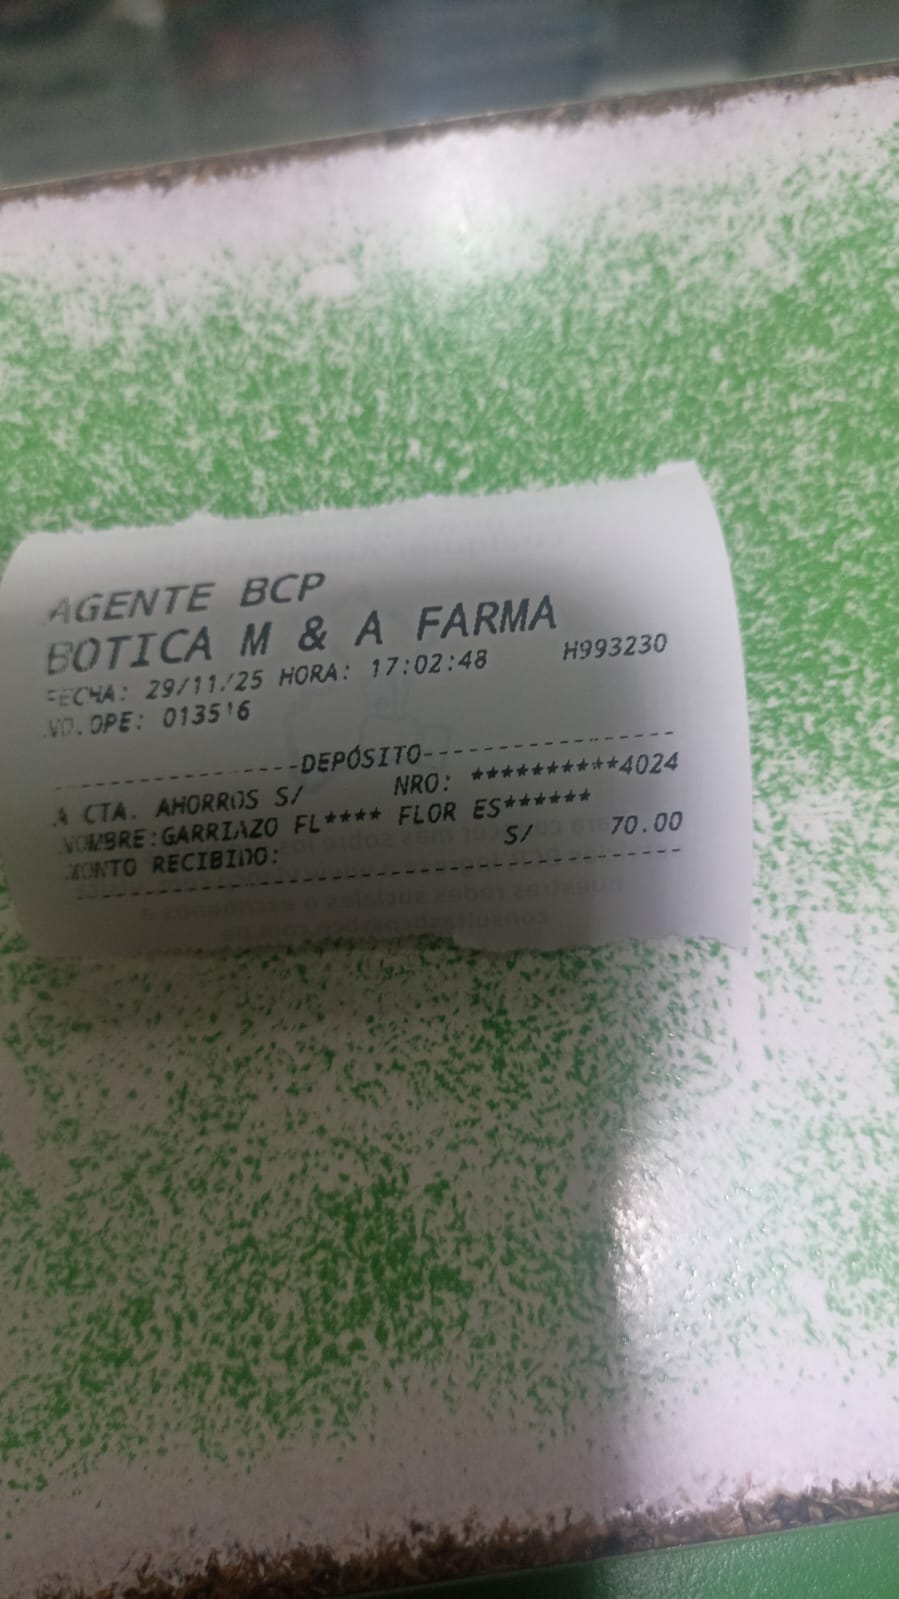 AGENTE BCP
BOTICA M & A FARMA
FECHA: 29/11/25 HORA: 17:02:48 H993230
NO.OPE: 013516
DEPÓSITO
A CTA. AHORROS S/ NRO: **********4024
NOMBRE:GARRIAZO FL**** FLOR ES******
MONTO RECIBIDO: S/ 70.00